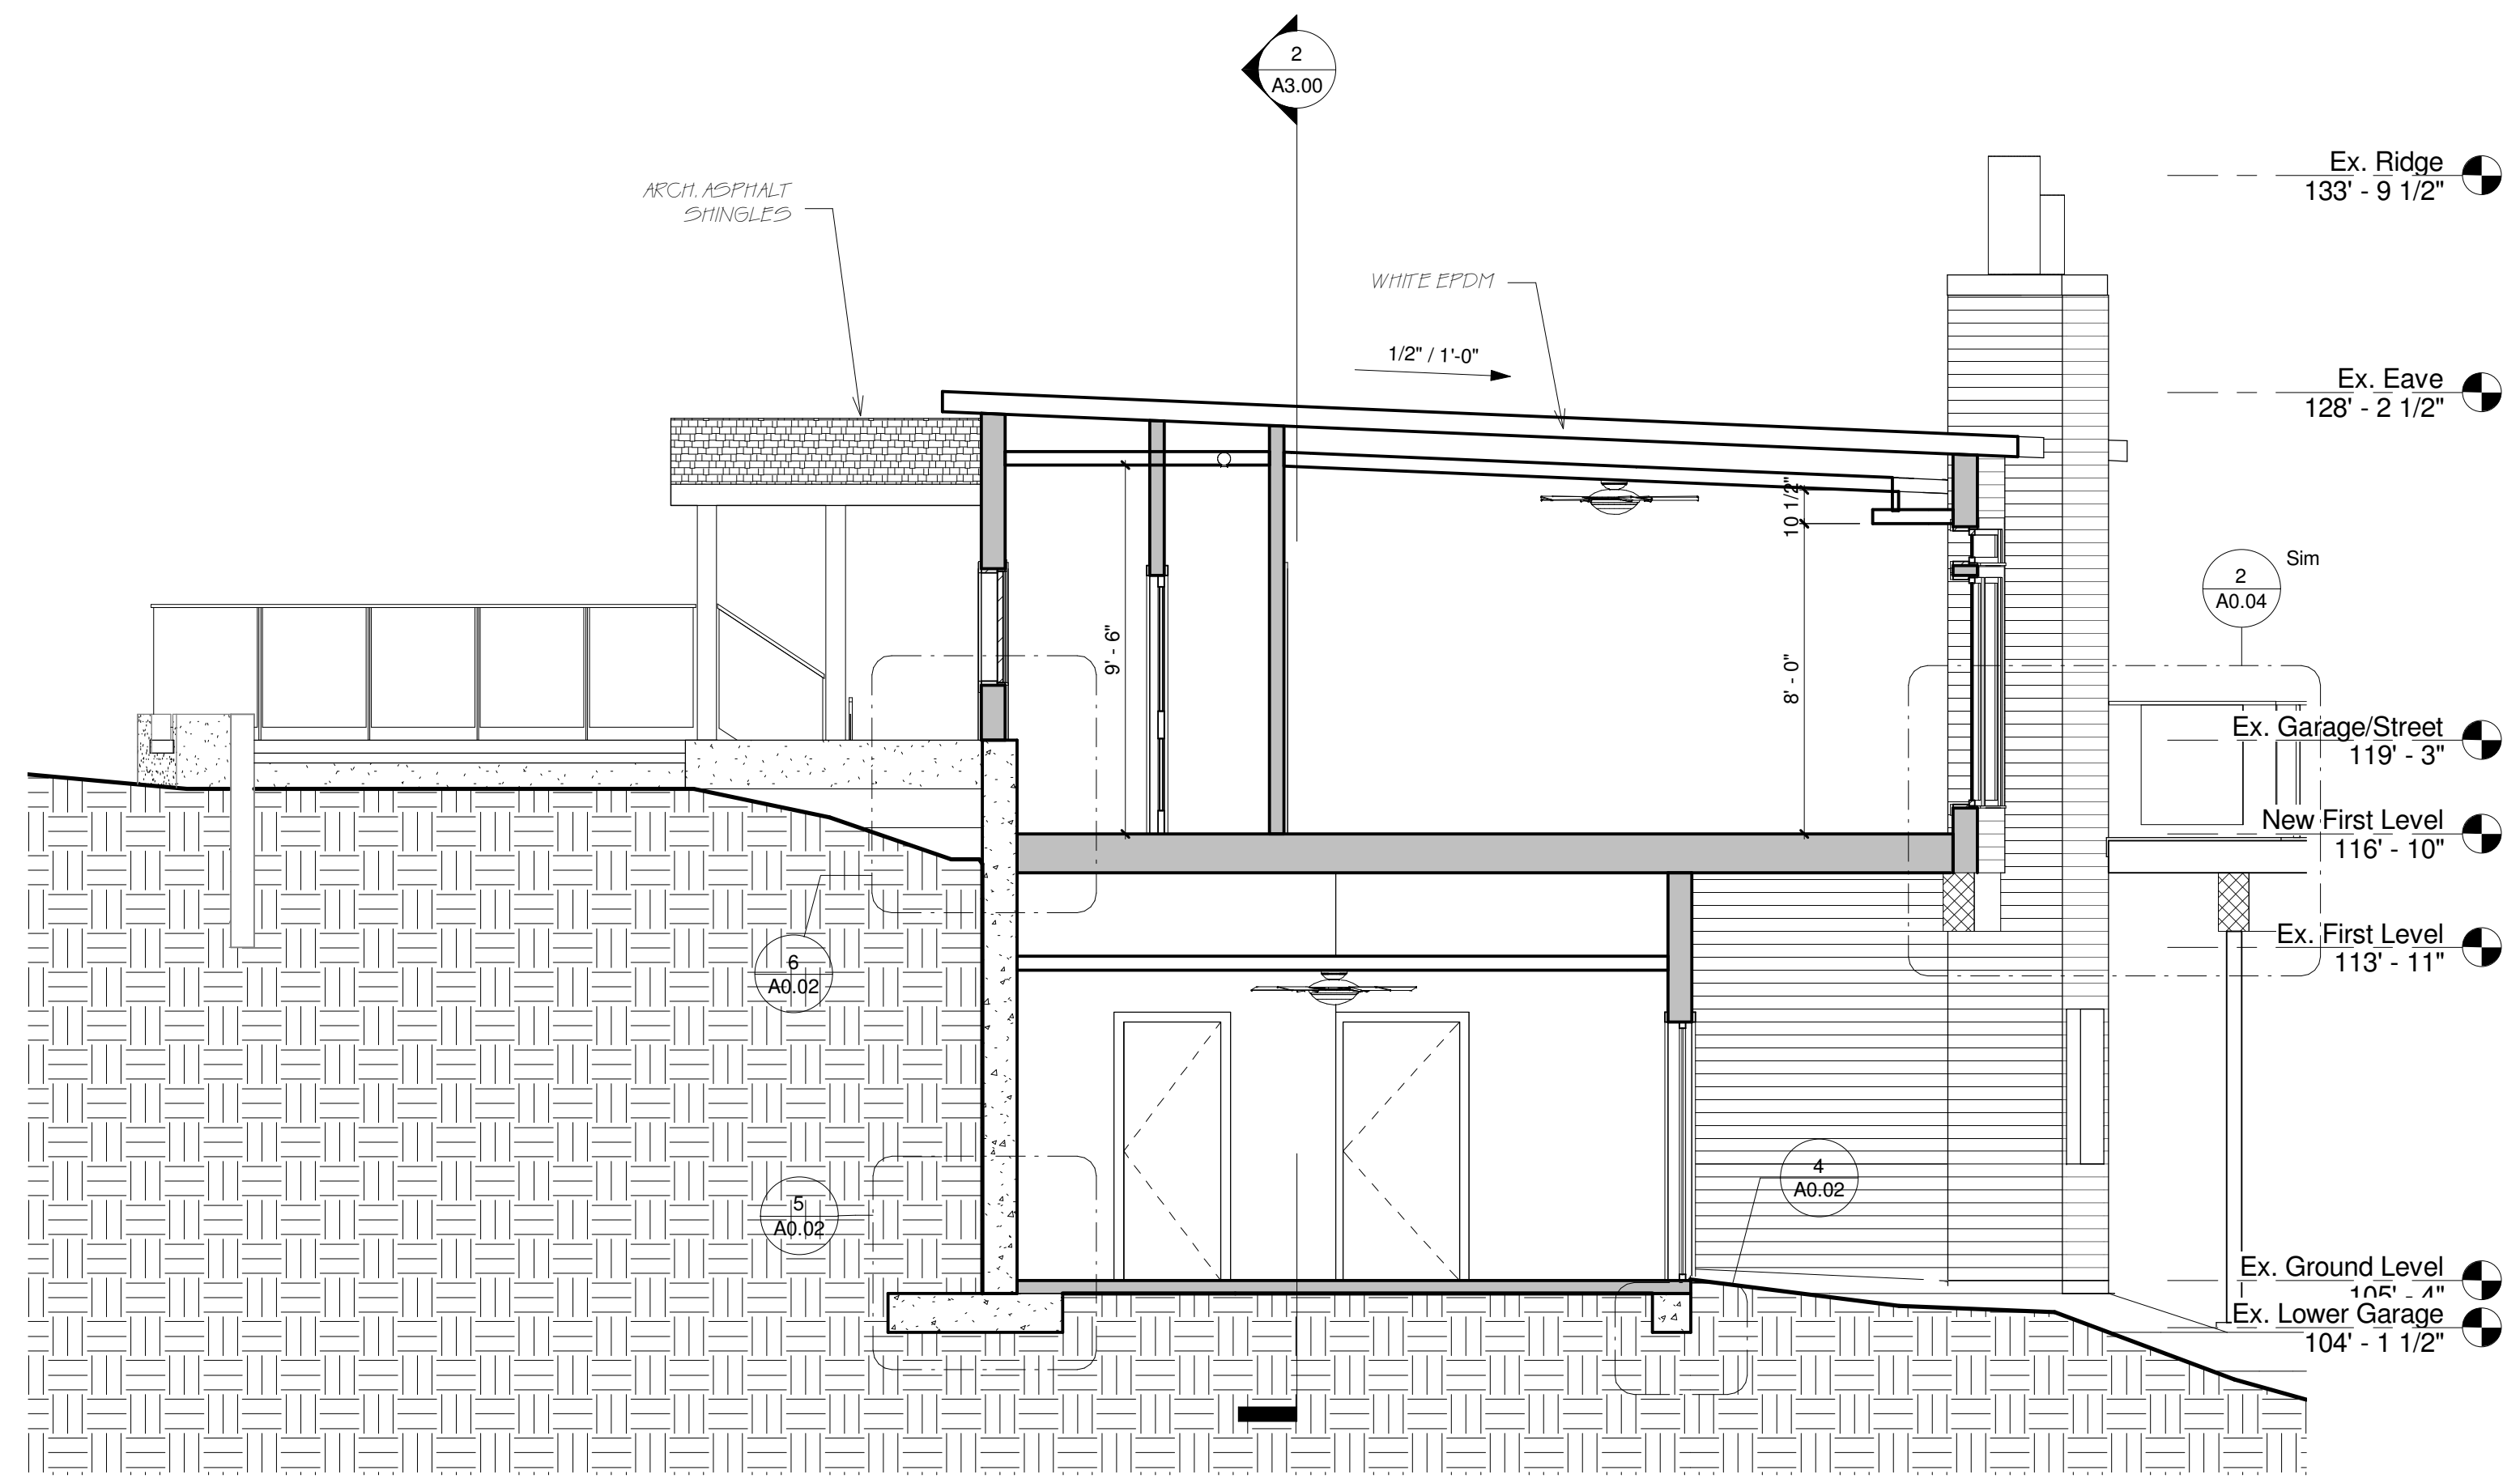 2
A3.00
Ex. Ridge
133' - 9 1/2"
ARCH. ASPHALT
SHINGLES
WHITE EPDM
1/2" / 1'-0"
Ex. Eave
128' - 2 1/2"
10 1/2"
2
A0.04
Sim
9' - 6"
8' - 0"
Ex. Garage/Street
119' - 3"
New First Level
116' - 10"
Ex. First Level
113' - 11"
6
A0.02
4
A0.02
5
A0.02
Ex. Ground Level
105' - 4"
Ex. Lower Garage
104' - 1 1/2"